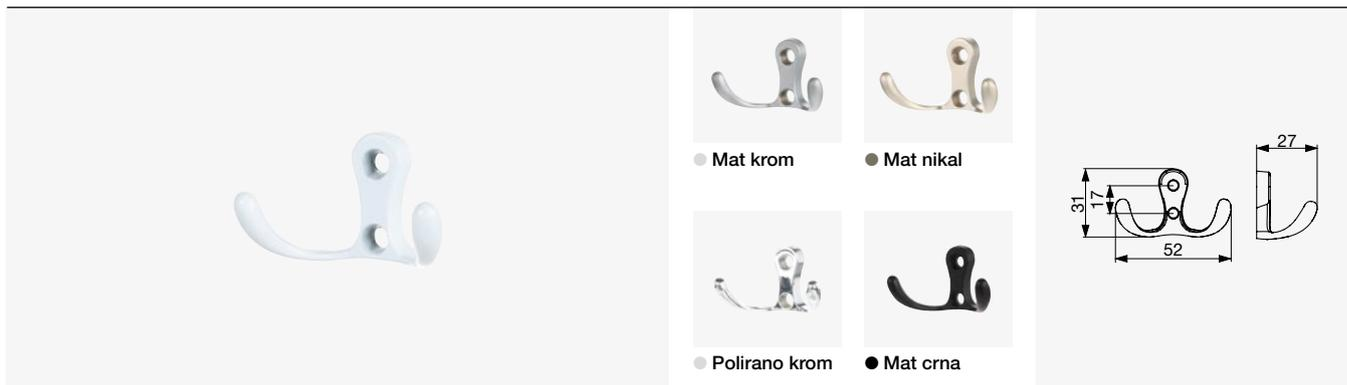 Mat krom
Mat nikal
Polirano krom
Mat crna
27
31
17
52